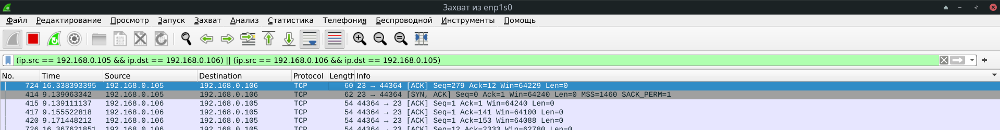 Захват из enp1s0
Файл Редактирование Просмотр Запуск Захват Анализ Статистика Телефония Беспроводной Инструменты Помощь
(ip.src == 192.168.0.105 && ip.dst == 192.168.0.106) || (ip.src == 192.168.0.106 && ip.dst == 192.168.0.105)
No. Time Source Destination Protocol Length Info
724 16.338393395 192.168.0.105 192.168.0.106 TCP 60 23 → 44364 [ACK] Seq=279 Ack=12 Win=64229 Len=0
414 9.139063342 192.168.0.105 192.168.0.106 TCP 62 23 → 44364 [SYN, ACK] Seq=0 Ack=1 Win=64240 Len=0 MSS=1460 SACK_PERM=1
415 9.139111137 192.168.0.106 192.168.0.105 TCP 54 44364 → 23 [ACK] Seq=1 Ack=1 Win=64240 Len=0
417 9.155522818 192.168.0.106 192.168.0.105 TCP 54 44364 → 23 [ACK] Seq=1 Ack=141 Win=64100 Len=0
420 9.171448212 192.168.0.106 192.168.0.105 TCP 54 44364 → 23 [ACK] Seq=1 Ack=153 Win=64088 Len=0
726 16.367621851 192.168.0.106 192.168.0.105 TCP 54 44364 → 23 [ACK] Seq=12 Ack=2333 Win=62780 Len=0